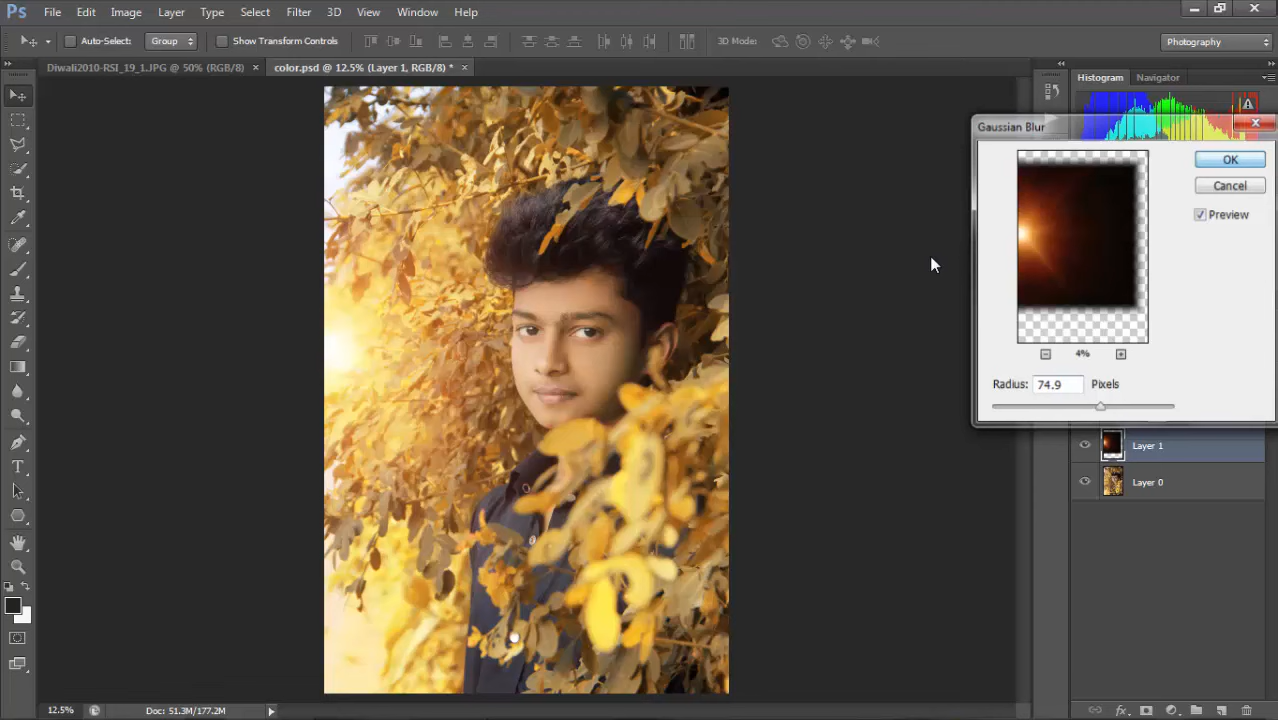 Ps File Edit Image Layer Type Select Filter 3D View Window Help
Auto-Select: Group Show Transform Controls 3D Mode: Photography
Diwali2010-RSI_19_1.JPG @ 50% (RGB/8) × color.psd @ 12.5% (Layer 1, RGB/8) * ×
Histogram Navigator
Gaussian Blur
OK
Cancel
Preview
4%
Radius: 74.9 Pixels
Layer 1
Layer 0
12.5% Doc: 51.3M/177.2M